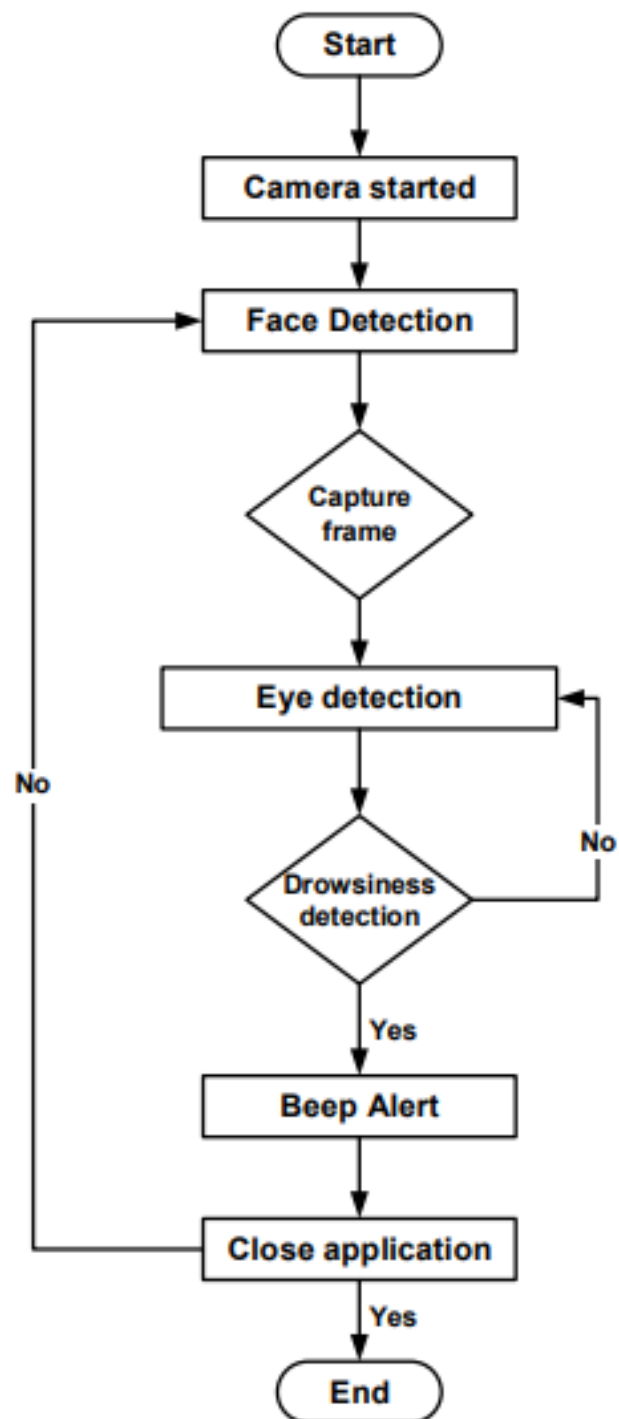 Start
Camera started
Face Detection
Capture
frame
Eye detection
No
No
Drowsiness
detection
Yes
Beep Alert
Close application
Yes
End